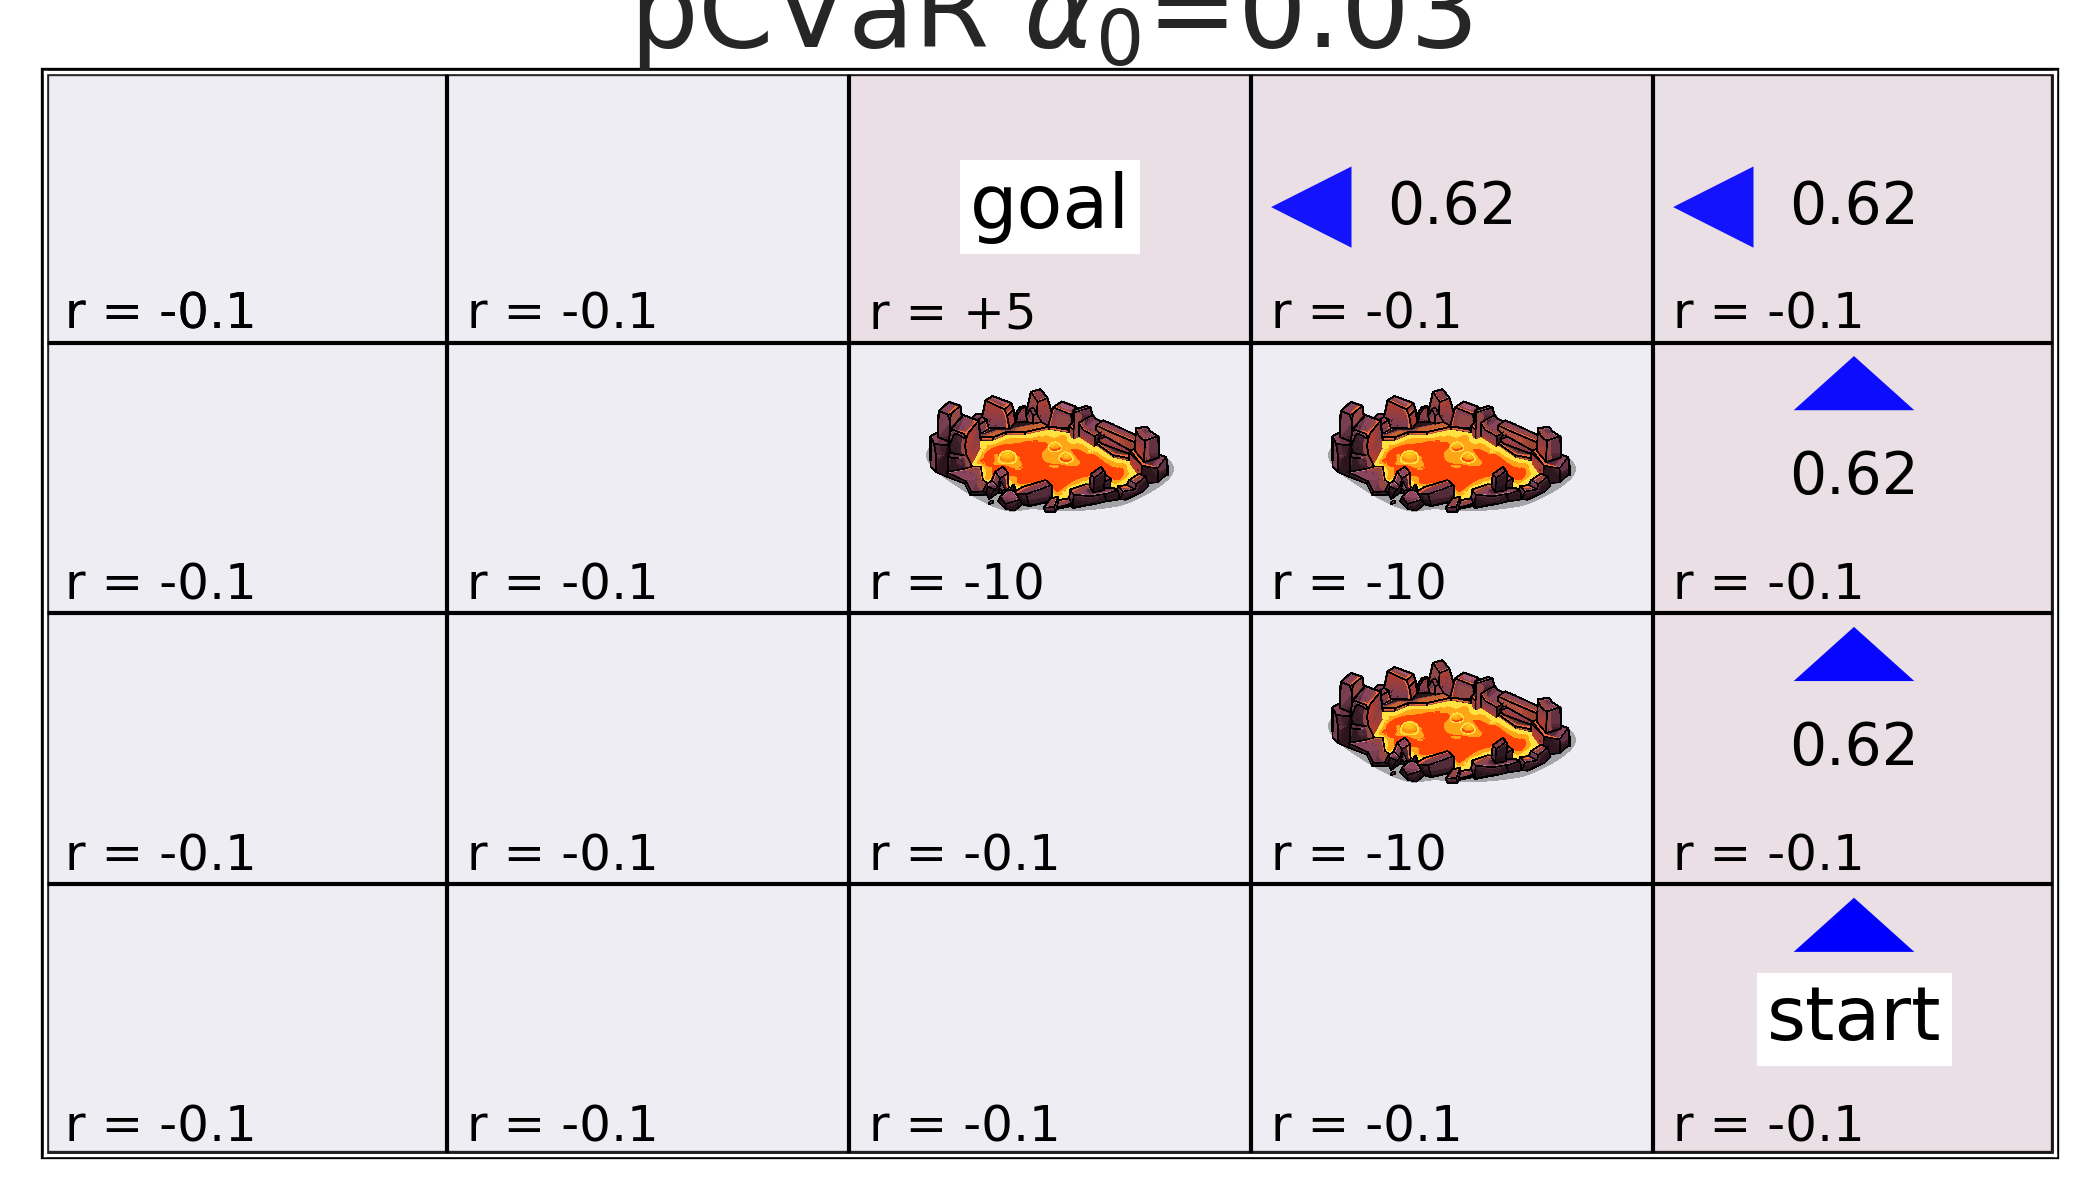 pCVaR α₀=0.03
goal 0.62 0.62
r = -0.1 r = -0.1 r = +5 r = -0.1 r = -0.1
0.62
r = -0.1 r = -0.1 r = -10 r = -10 r = -0.1
0.62
r = -0.1 r = -0.1 r = -0.1 r = -10 r = -0.1
start
r = -0.1 r = -0.1 r = -0.1 r = -0.1 r = -0.1